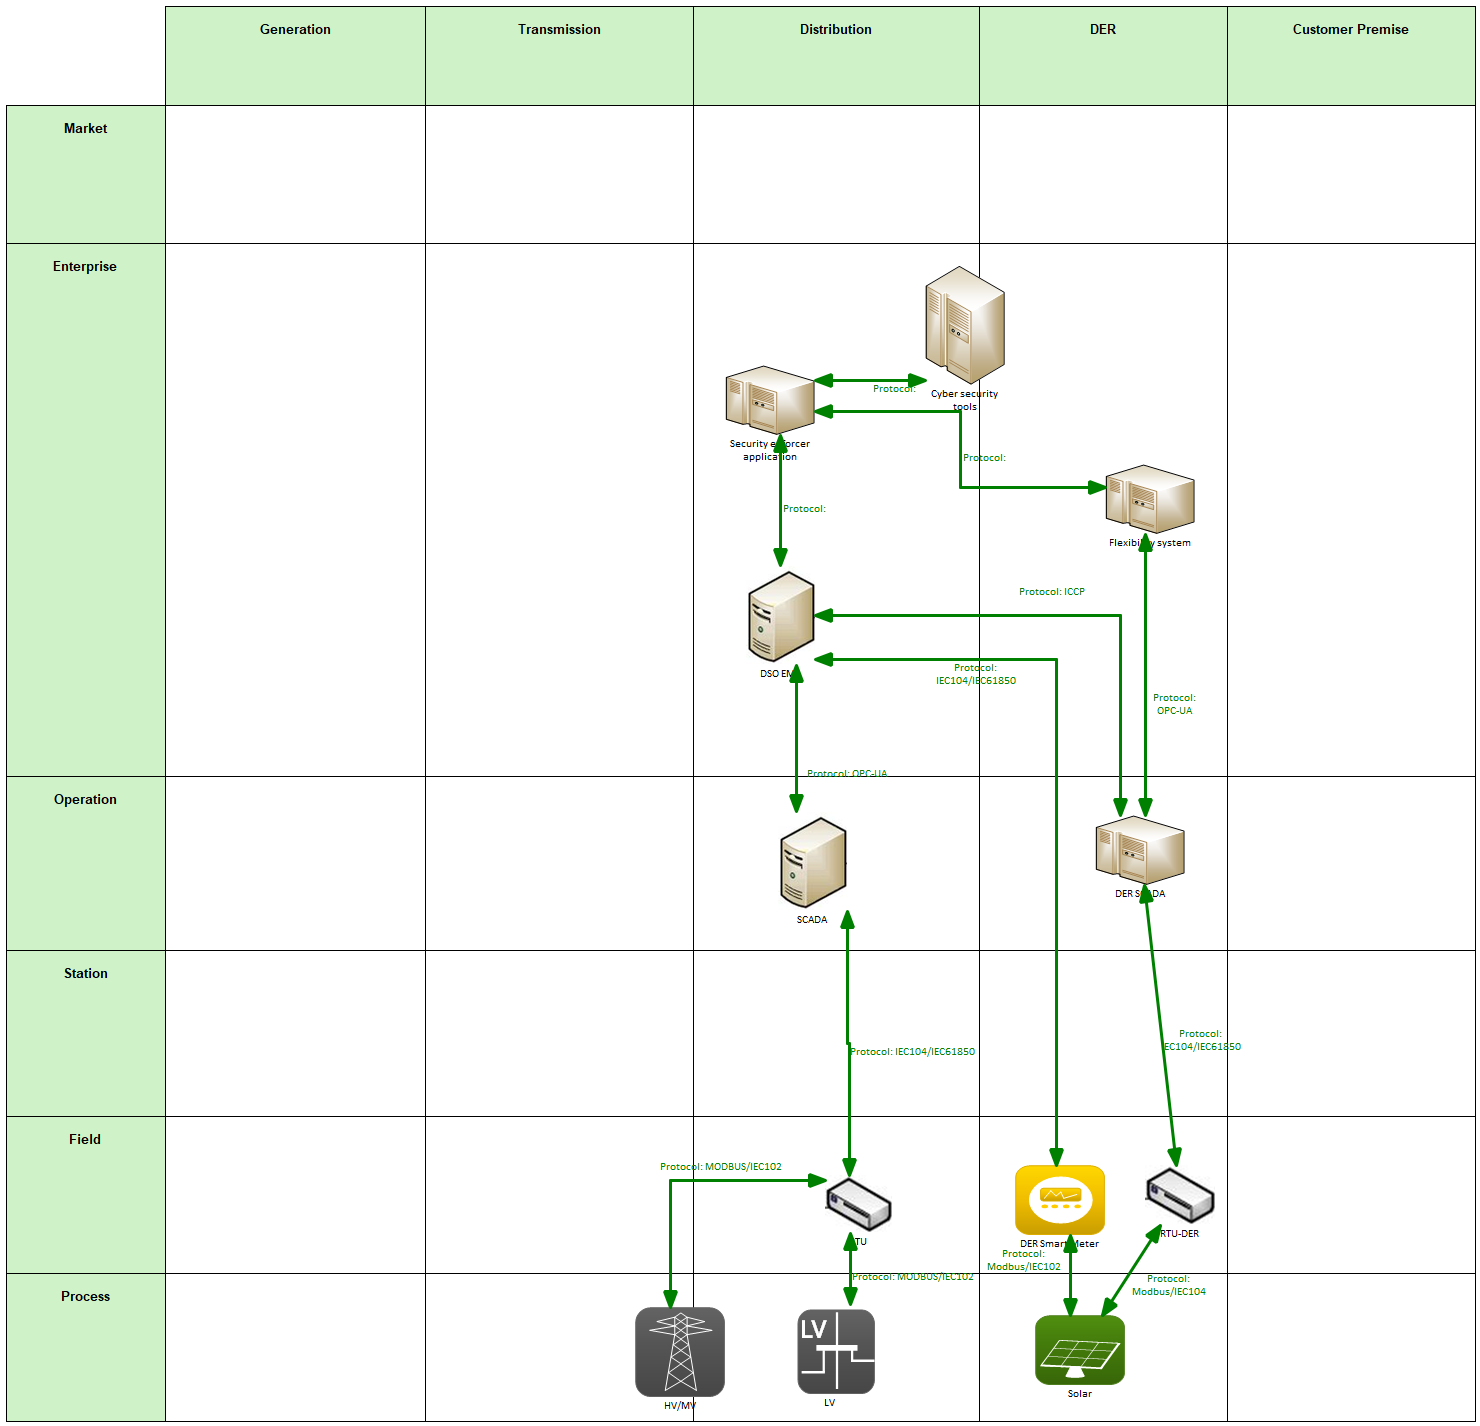 Generation
Transmission
Distribution
DER
Customer Premise
Market
Enterprise
Cyber security
tools
Protocol:
Security enforcer
application
Protocol:
Protocol:
Flexibility system
Protocol: ICCP
DSO EMS
Protocol:
IEC104/IEC61850
Protocol:
OPC-UA
Protocol: OPC-UA
Operation
DER SCADA
SCADA
Station
Protocol:
IEC104/IEC61850
Protocol: IEC104/IEC61850
Field
Protocol: MODBUS/IEC102
RTU
RTU-DER
DER Smart Meter
Protocol:
Modbus/IEC102
Protocol: MODBUS/IEC102
Protocol:
Modbus/IEC104
Process
LV
Solar
LV
HV/MV